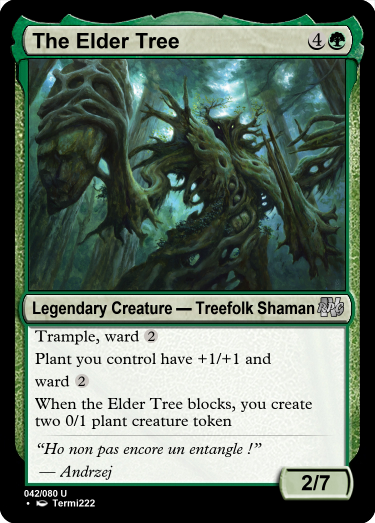 The Elder Tree 4
Legendary Creature — Treefolk Shaman
RPG
Trample, ward 2
Plant you control have +1/+1 and
ward 2
When the Elder Tree blocks, you create
two 0/1 plant creature token
“Ho non pas encore un entangle !”
— Andrzej
2/7
042/080 U
• Termi222